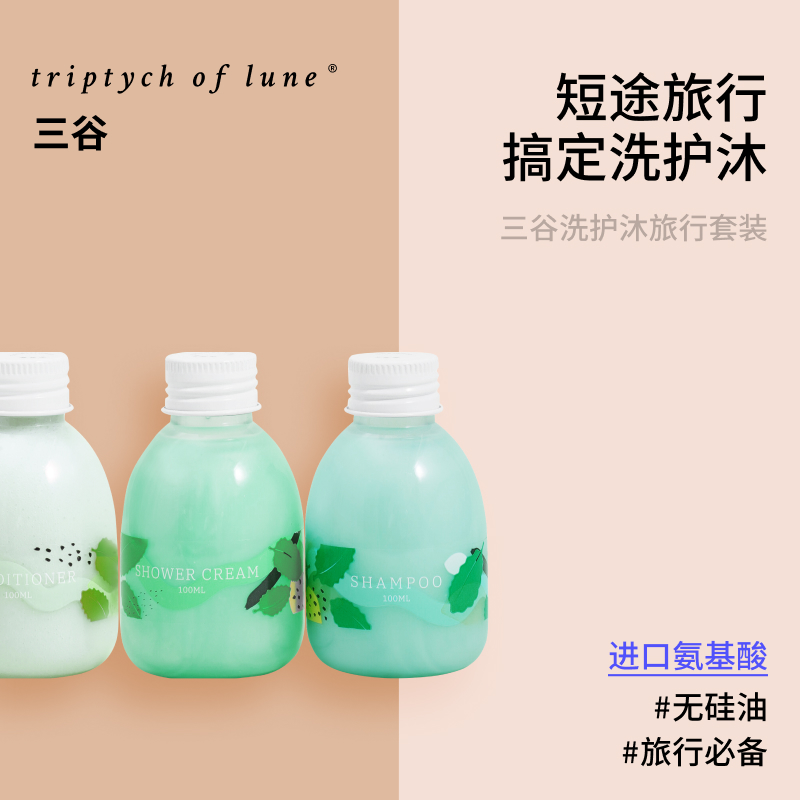 triptych of lune®
三谷
短途旅行
搞定洗护沐
三谷洗护沐旅行套装
DITIONER
100ML
SHOWER CREAM
100ML
SHAMPOO
100ML
进口氨基酸
#无硅油
#旅行必备